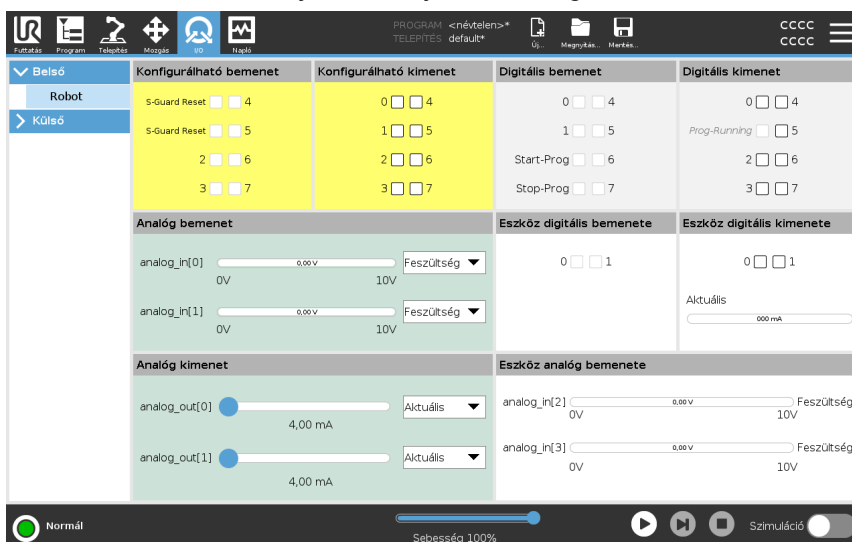 UR
PROGRAM <névtelen>*
TELEPÍTÉS default*
CCCC
CCCC
Futtatás Program Telepítés Mozgás I/O Napló Új... Megnyitás... Mentés...
Belső
Robot
Külső
Konfigurálható bemenet Konfigurálható kimenet Digitális bemenet Digitális kimenet
S-Guard Reset 4 0 4 0 4 0 4
S-Guard Reset 5 1 5 1 5 Prog-Running 5
2 6 2 6 Start-Prog 6 2 6
3 7 3 7 Stop-Prog 7 3 7
Analóg bemenet Eszköz digitális bemenete Eszköz digitális kimenete
analog_in[0] 0,00 V Feszültség
0V 10V
analog_in[1] 0,00 V Feszültség
0V 10V
0 1
0 1
Aktuális
000 mA
Analóg kimenet Eszköz analóg bemenete
analog_out[0] Aktuális
4,00 mA
analog_out[1] Aktuális
4,00 mA
analog_in[2] 0,00 V Feszültség
0V 10V
analog_in[3] 0,00 V Feszültség
0V 10V
Normál
Sebesség 100%
Szimuláció